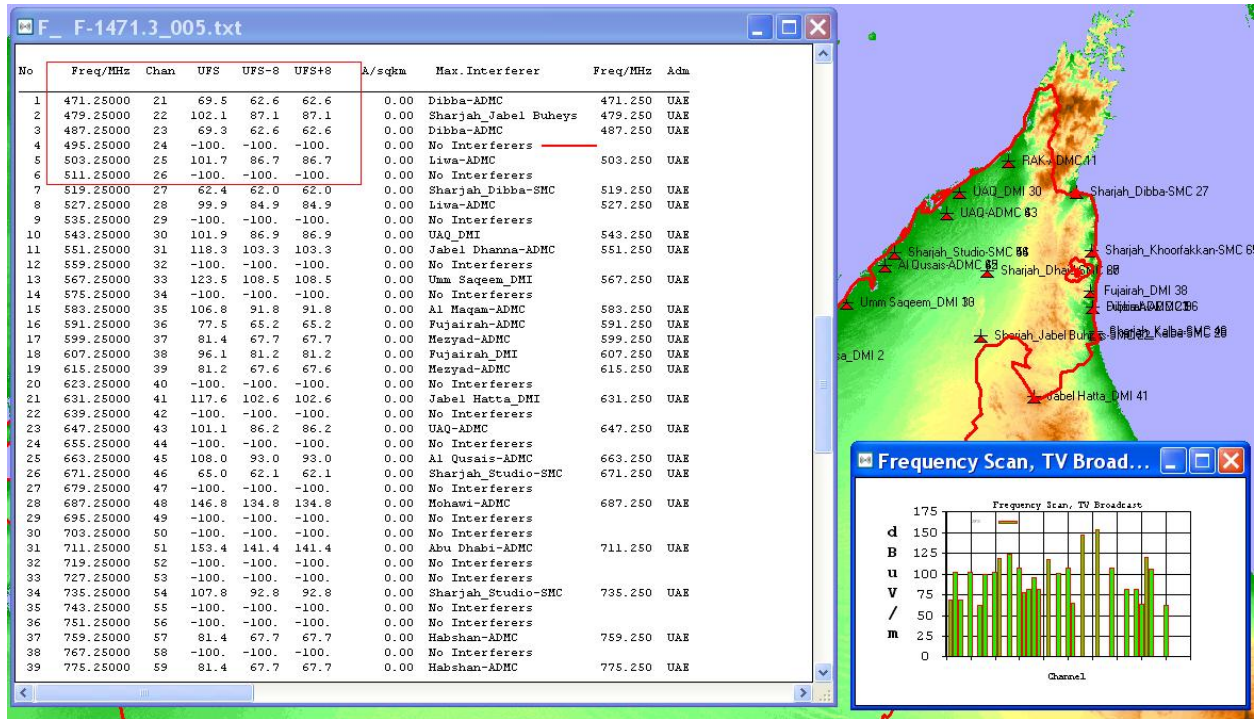 F_ F-1471.3_005.txt
No Freq/MHz Chan UFS UFS-8 UFS+8 A/sqkm Max.Interferer Freq/MHz Adm
1 471.25000 21 69.5 62.6 62.6 0.00 Dibba-ADMC 471.250 UAE
2 479.25000 22 102.1 87.1 87.1 0.00 Sharjah_Jabel Buheys 479.250 UAE
3 487.25000 23 69.3 62.6 62.6 0.00 Dibba-ADMC 487.250 UAE
4 495.25000 24 -100. -100. -100. 0.00 No Interferers
5 503.25000 25 101.7 86.7 86.7 0.00 Liwa-ADMC 503.250 UAE
6 511.25000 26 -100. -100. -100. 0.00 No Interferers
7 519.25000 27 62.4 62.0 62.0 0.00 Sharjah_Dibba-SMC 519.250 UAE
8 527.25000 28 99.9 84.9 84.9 0.00 Liwa-ADMC 527.250 UAE
9 535.25000 29 -100. -100. -100. 0.00 No Interferers
10 543.25000 30 101.9 86.9 86.9 0.00 UAQ_DMI 543.250 UAE
11 551.25000 31 118.3 103.3 103.3 0.00 Jabel Dhanna-ADMC 551.250 UAE
12 559.25000 32 -100. -100. -100. 0.00 No Interferers
13 567.25000 33 123.5 108.5 108.5 0.00 Umm Saqeem_DMI 567.250 UAE
14 575.25000 34 -100. -100. -100. 0.00 No Interferers
15 583.25000 35 106.8 91.8 91.8 0.00 Al Maqam-ADMC 583.250 UAE
16 591.25000 36 77.5 65.2 65.2 0.00 Fujairah-ADMC 591.250 UAE
17 599.25000 37 81.4 67.7 67.7 0.00 Mezyad-ADMC 599.250 UAE
18 607.25000 38 96.1 81.2 81.2 0.00 Fujairah_DMI 607.250 UAE
19 615.25000 39 81.2 67.6 67.6 0.00 Mezyad-ADMC 615.250 UAE
20 623.25000 40 -100. -100. -100. 0.00 No Interferers
21 631.25000 41 117.6 102.6 102.6 0.00 Jabel Hatta_DMI 631.250 UAE
22 639.25000 42 -100. -100. -100. 0.00 No Interferers
23 647.25000 43 101.1 86.2 86.2 0.00 UAQ-ADMC 647.250 UAE
24 655.25000 44 -100. -100. -100. 0.00 No Interferers
25 663.25000 45 108.0 93.0 93.0 0.00 Al Qusais-ADMC 663.250 UAE
26 671.25000 46 65.0 62.1 62.1 0.00 Sharjah_Studio-SMC 671.250 UAE
27 679.25000 47 -100. -100. -100. 0.00 No Interferers
28 687.25000 48 146.8 134.8 134.8 0.00 Mohawi-ADMC 687.250 UAE
29 695.25000 49 -100. -100. -100. 0.00 No Interferers
30 703.25000 50 -100. -100. -100. 0.00 No Interferers
31 711.25000 51 153.4 141.4 141.4 0.00 Abu Dhabi-ADMC 711.250 UAE
32 719.25000 52 -100. -100. -100. 0.00 No Interferers
33 727.25000 53 -100. -100. -100. 0.00 No Interferers
34 735.25000 54 107.8 92.8 92.8 0.00 Sharjah_Studio-SMC 735.250 UAE
35 743.25000 55 -100. -100. -100. 0.00 No Interferers
36 751.25000 56 -100. -100. -100. 0.00 No Interferers
37 759.25000 57 81.4 67.7 67.7 0.00 Habshan-ADMC 759.250 UAE
38 767.25000 58 -100. -100. -100. 0.00 No Interferers
39 775.25000 59 81.4 67.7 67.7 0.00 Habshan-ADMC 775.250 UAE
RAK-ADMC 11
UAQ_DMI 30
Sharjah_Dibba-SMC 27
UAQ-ADMC
Sharjah_Studio-SMC
Sharjah_Khoorfakkan-SMC
Al Qusais-ADMC
Fujairah_DMI 38
Umm Saqeem_DMI
Sharjah_Jabel
Sharjah_Kalba-SMC
sa_DMI 2
Jabel Hatta_DMI 41
Frequency Scan, TV Broad...
Frequency Scan, TV Broadcast
175
150
125
100
75
50
25
0
dBuV/m
Channel